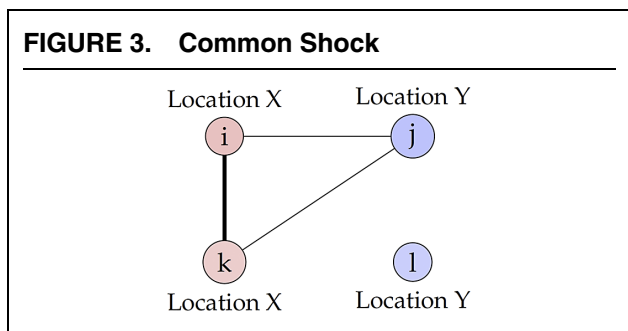 FIGURE 3. Common Shock
Location X Location Y
i j
k l
Location X Location Y